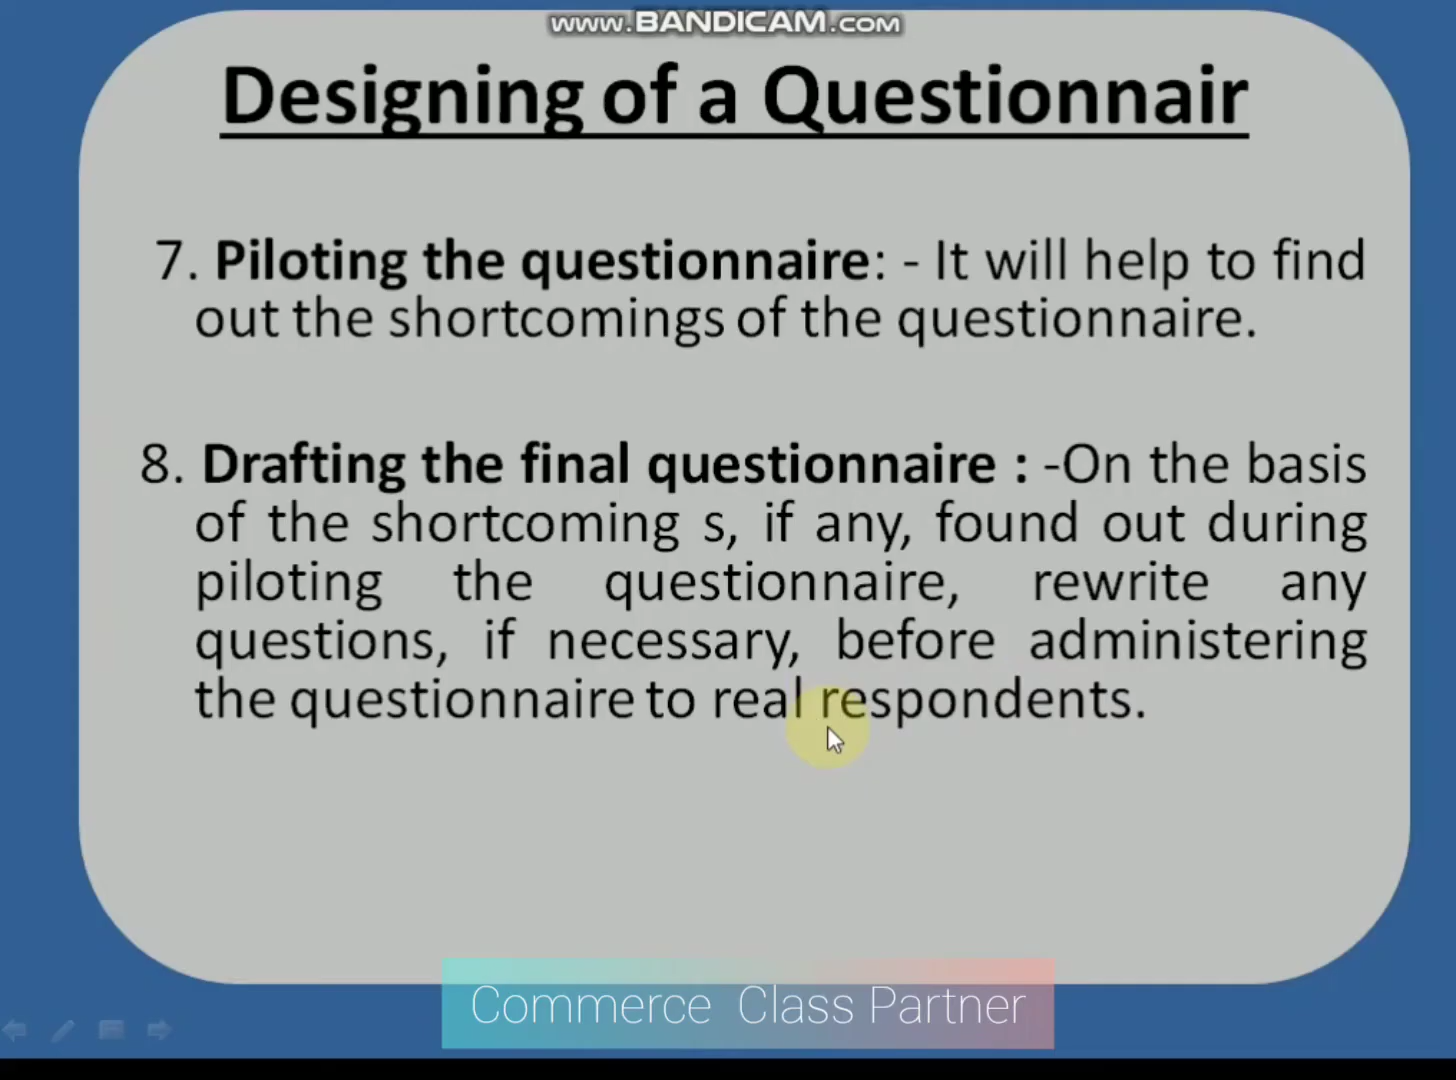 www.BANDICAM.com
Designing of a Questionnair
7. Piloting the questionnaire: - It will help to find
out the shortcomings of the questionnaire.
8. Drafting the final questionnaire : -On the basis
of the shortcoming s, if any, found out during
piloting the questionnaire, rewrite any
questions, if necessary, before administering
the questionnaire to real respondents.
Commerce Class Partner